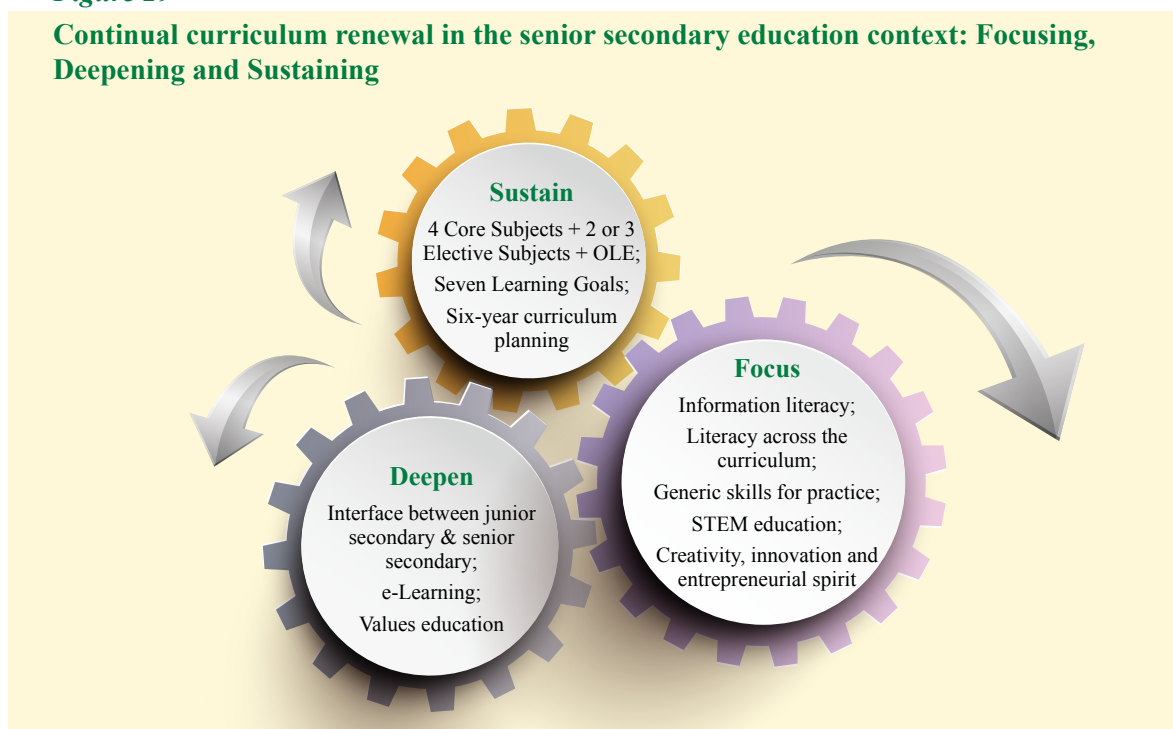 Continual curriculum renewal in the senior secondary education context: Focusing,
Deepening and Sustaining
Sustain
4 Core Subjects + 2 or 3
Elective Subjects + OLE;
Seven Learning Goals;
Six-year curriculum
planning
Focus
Information literacy;
Literacy across the
curriculum;
Generic skills for practice;
STEM education;
Creativity, innovation and
entrepreneurial spirit
Deepen
Interface between junior
secondary & senior
secondary;
e-Learning;
Values education